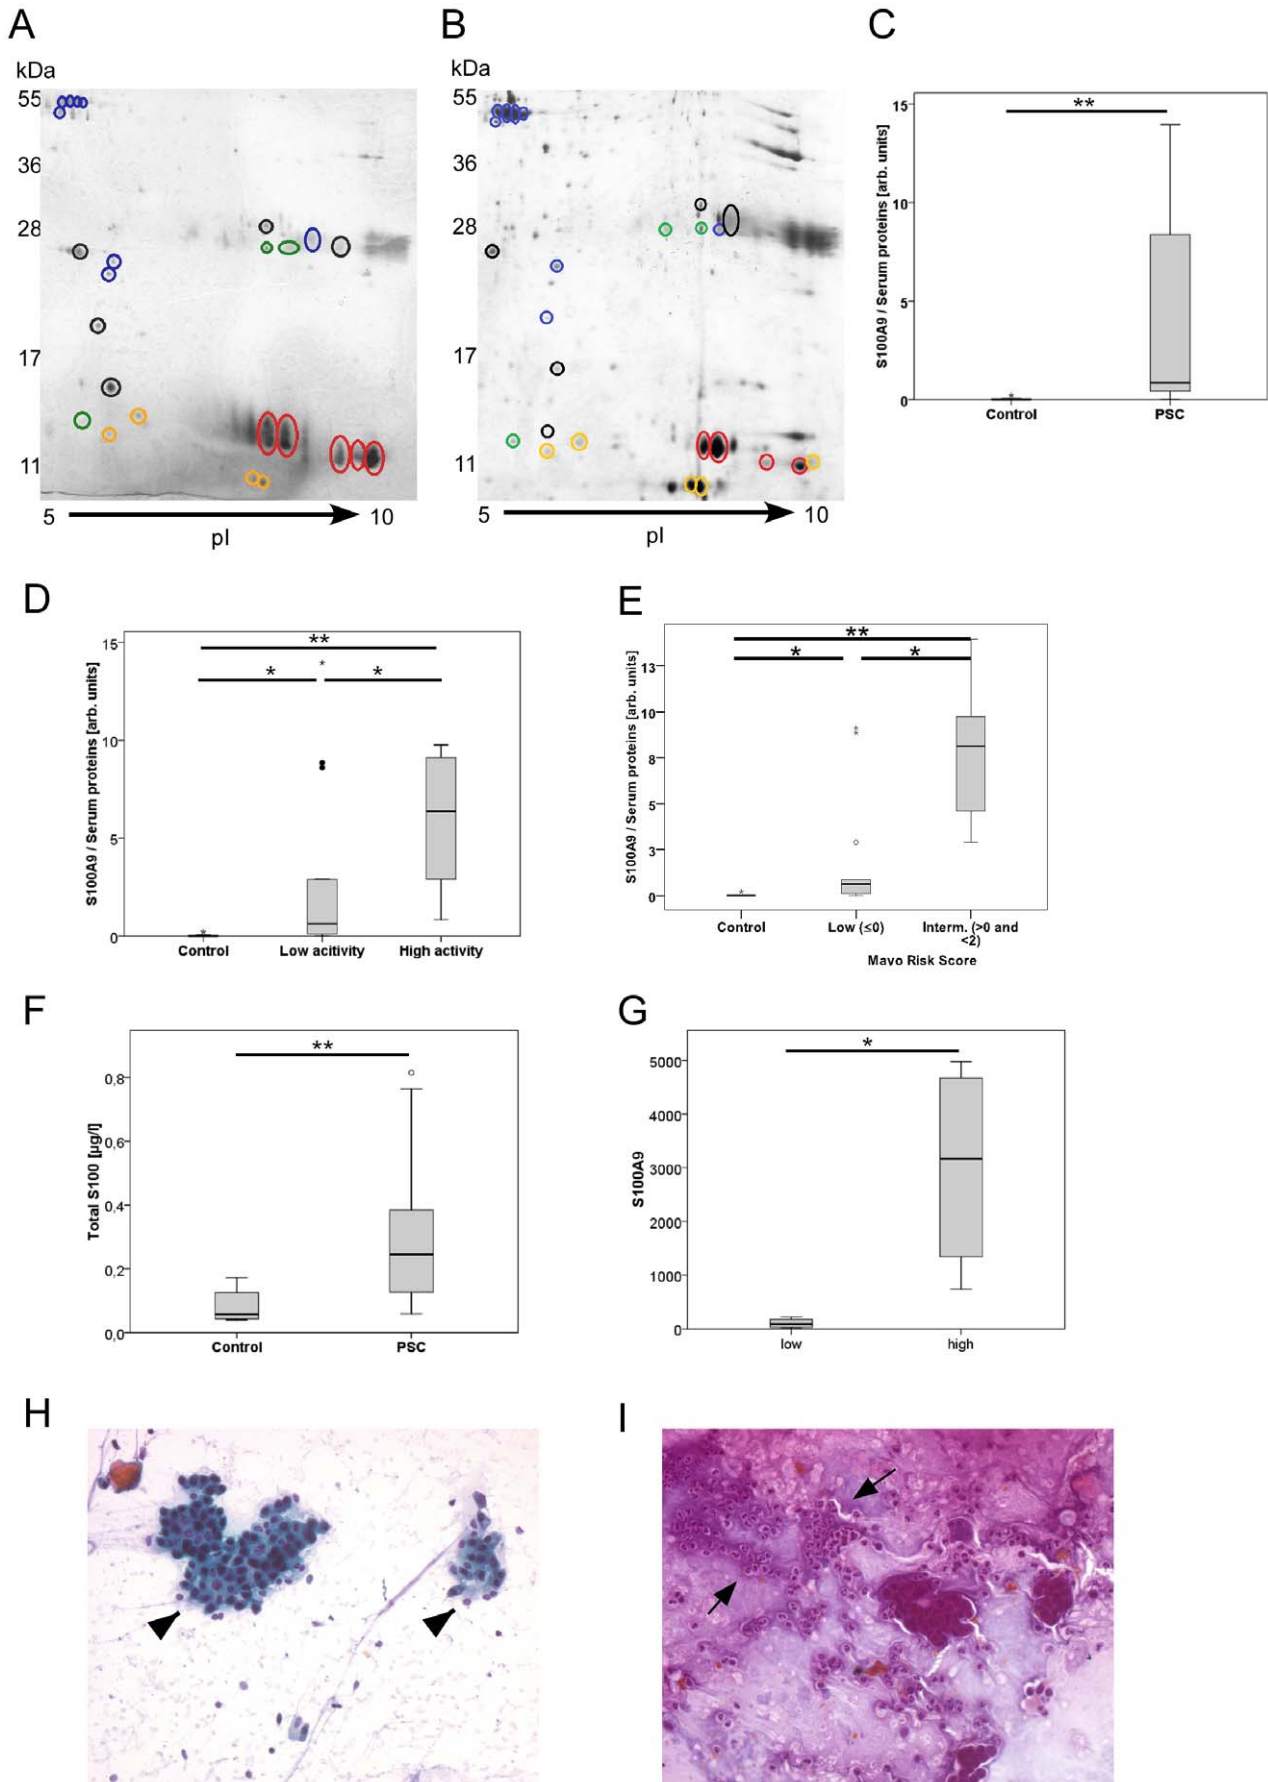 A
B
C
kDa
55
36
28
17
11
5
10
pI
kDa
55
36
28
17
11
5
10
pI
**
S100A9 / Serum proteins [arb. units]
15
10
5
0
Control
PSC
D
E
S100A9 / Serum proteins [arb. units]
15
10
5
0
**
*
*
*
*
Control
Low acitivity
High activity
S100A9 / Serum proteins [arb. units]
13
10
8
5
3
0
**
*
*
*
*
*
Control
Low (≤0)
Interm. (>0 and
<2)
Mayo Risk Score
F
G
Total S100 [µg/l]
0,8
0,6
0,4
0,2
0,0
**
Control
PSC
S100A9
5000
4000
3000
2000
1000
0
*
low
high
H
I